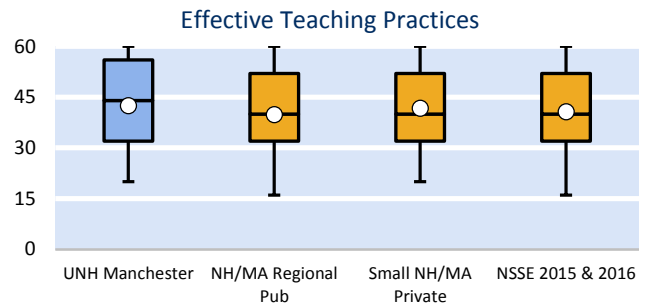 Effective Teaching Practices
60
45
30
15
0
UNH Manchester
NH/MA Regional
Pub
Small NH/MA
Private
NSSE 2015 & 2016